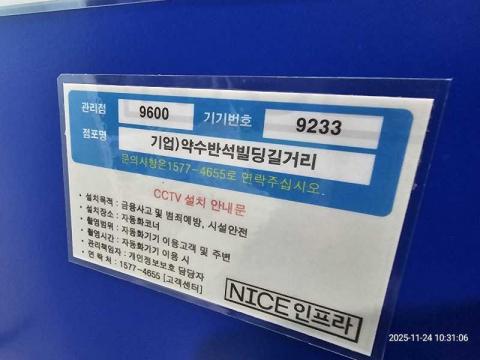 관리점 9600 기기번호 9233
점포명 기업)약수반석빌딩길거리
문의사항은1577-4655로 연락주십시오.
CCTV 설치 안내문
• 설치목적 : 금융사고 및 범죄예방, 시설안전
• 설치장소 : 자동화코너
• 촬영범위 : 자동화기기 이용고객 및 주변
• 촬영시간 : 자동화기기 이용 시
• 관리책임자 : 개인정보보호 담당자
• 연 락 처 : 1577-4655 [고객센터]
NICE인프라
2025-11-24 10:31:06